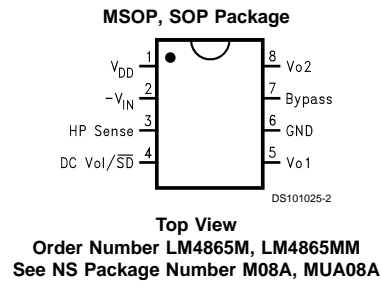 MSOP, SOP Package
1 8
V_DD Vo2
2 7
-V_IN Bypass
3 6
HP Sense GND
4 5
DC Vol/S̅D̅ Vo1
DS101025-2
Top View
Order Number LM4865M, LM4865MM
See NS Package Number M08A, MUA08A